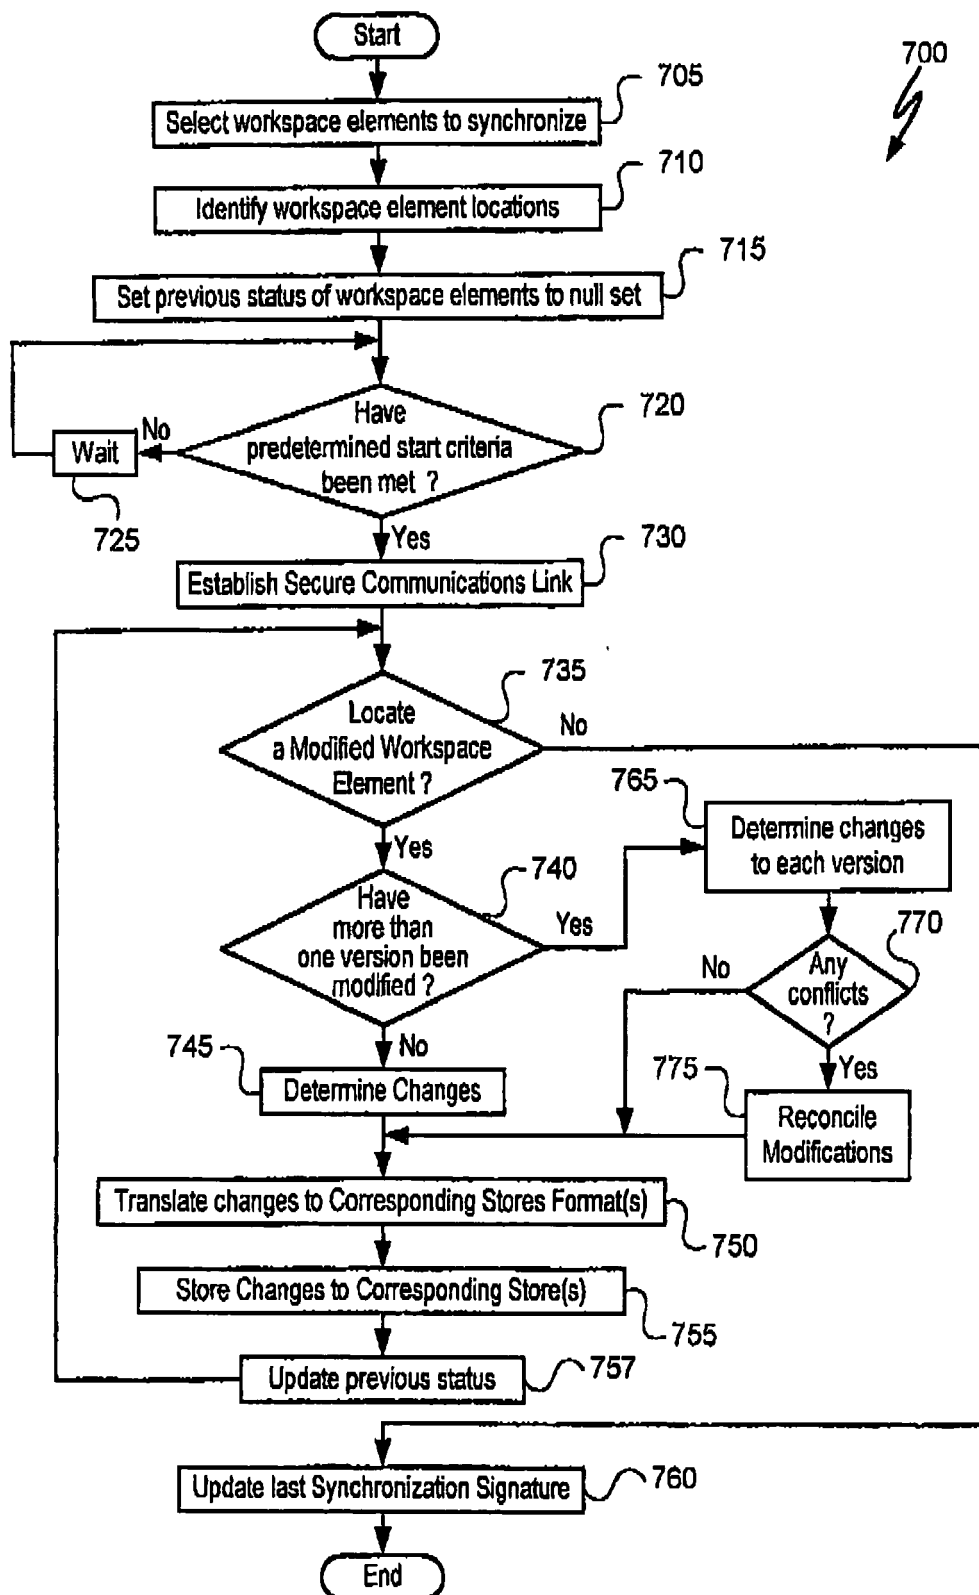 Start
700
705
Select workspace elements to synchronize
710
Identify workspace element locations
715
Set previous status of workspace elements to null set
720
Have
predetermined start criteria
been met ?
No
Wait
725
Yes
730
Establish Secure Communications Link
735
Locate
a Modified Workspace
Element ?
No
Yes
765
Determine changes
to each version
740
Have
more than
one version been
modified ?
Yes
770
Any
conflicts
?
No
No
745
Determine Changes
Yes
775
Reconcile
Modifications
Translate changes to Corresponding Stores Format(s)
750
Store Changes to Corresponding Store(s)
755
Update previous status
757
Update last Synchronization Signature
760
End